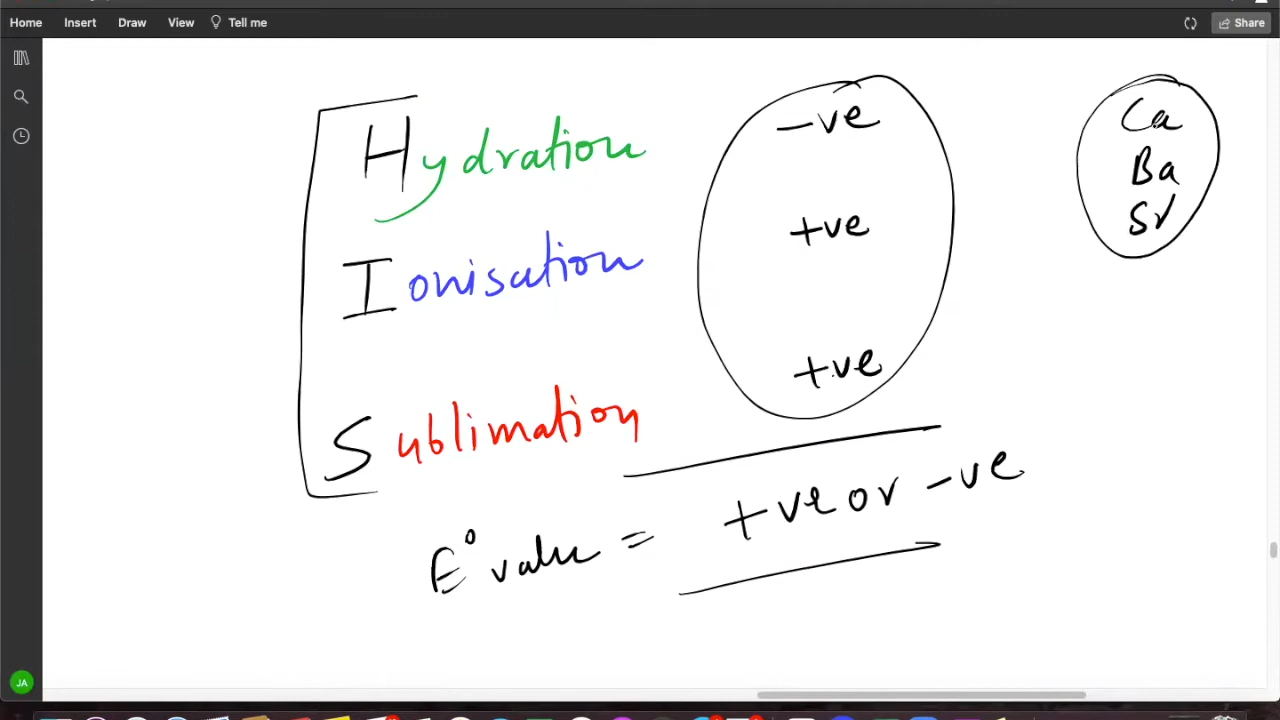 Home Insert Draw View Tell me Share
Hydration -ve Ca
Ba
Ionisation +ve Sr
Sublimation +ve
E° value = +ve or -ve
JA